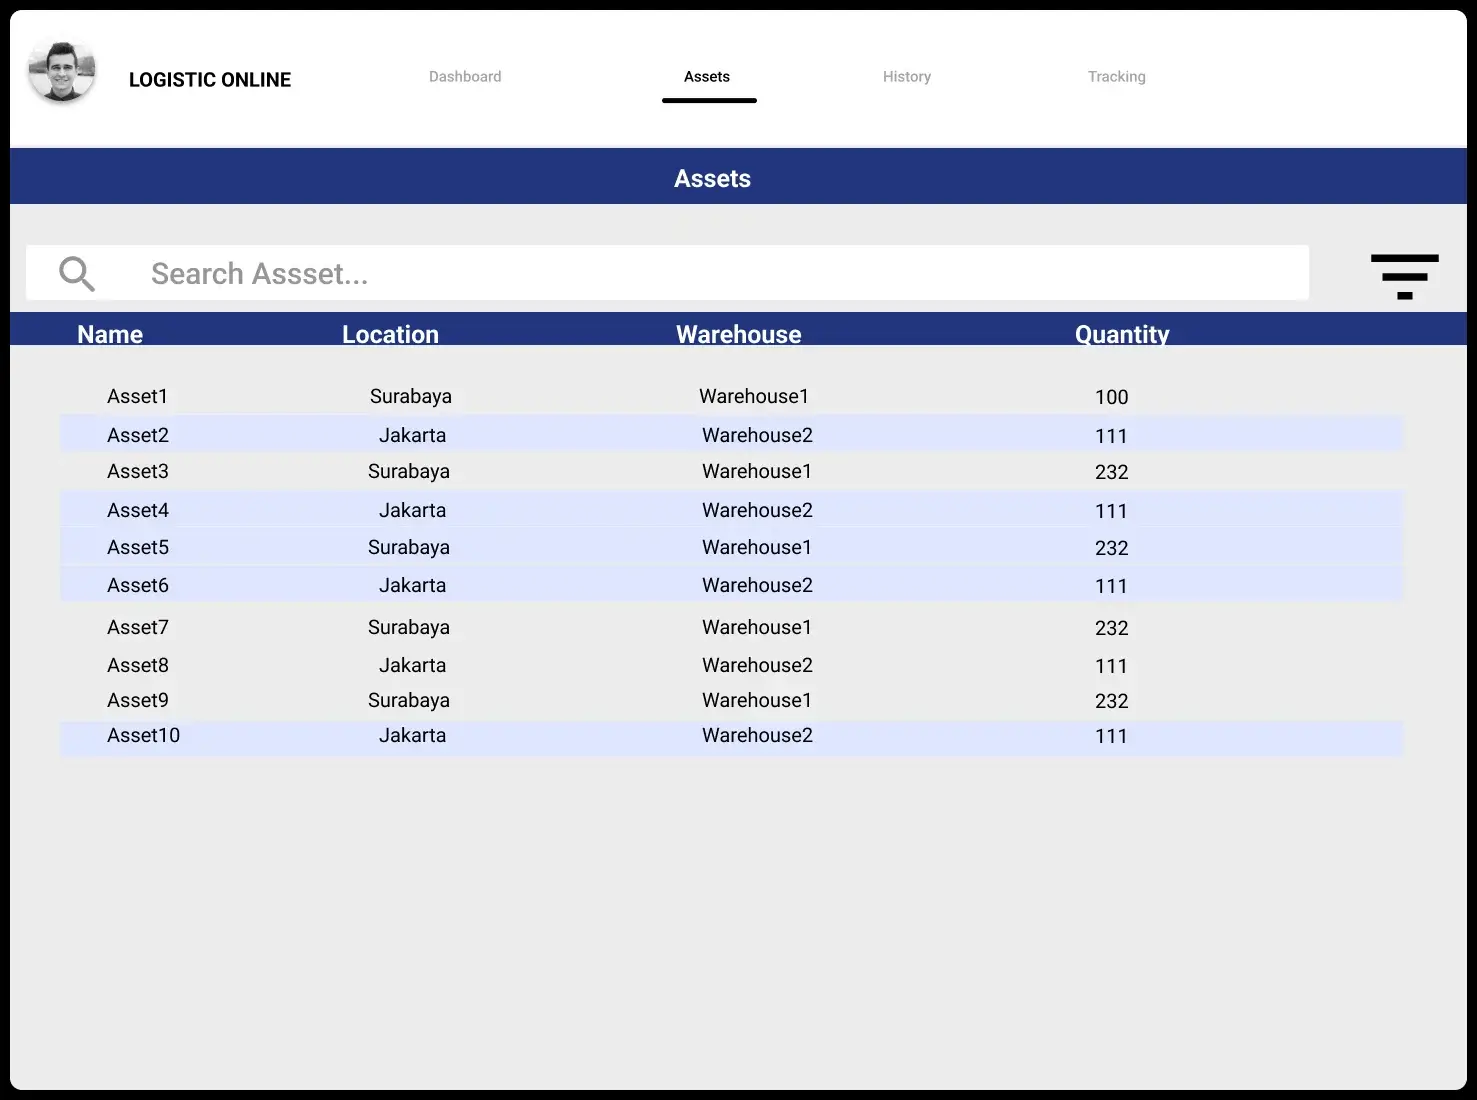 LOGISTIC ONLINE Dashboard Assets History Tracking
Assets
Search Assset...
Name Location Warehouse Quantity
Asset1 Surabaya Warehouse1 100
Asset2 Jakarta Warehouse2 111
Asset3 Surabaya Warehouse1 232
Asset4 Jakarta Warehouse2 111
Asset5 Surabaya Warehouse1 232
Asset6 Jakarta Warehouse2 111
Asset7 Surabaya Warehouse1 232
Asset8 Jakarta Warehouse2 111
Asset9 Surabaya Warehouse1 232
Asset10 Jakarta Warehouse2 111